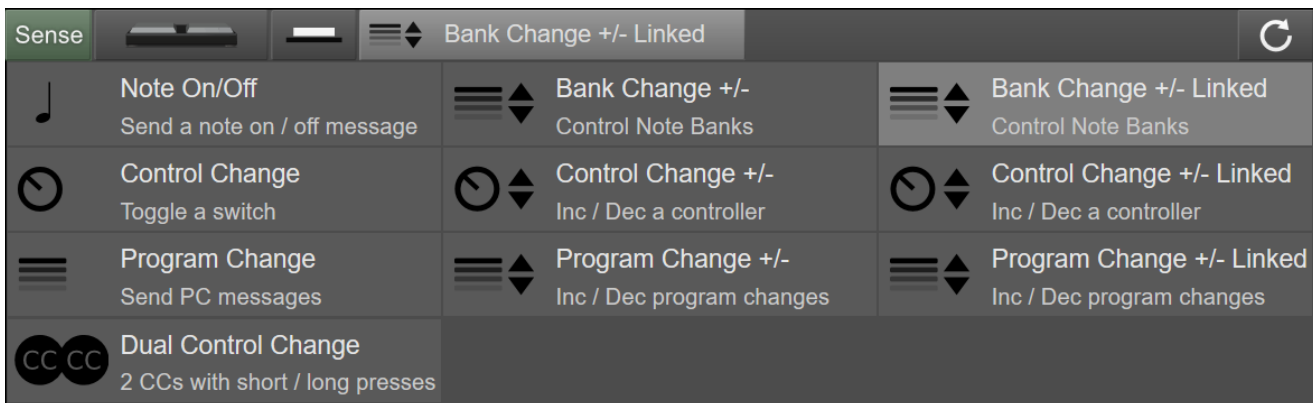 Sense
Bank Change +/- Linked
Note On/Off
Send a note on / off message
Bank Change +/-
Control Note Banks
Bank Change +/- Linked
Control Note Banks
Control Change
Toggle a switch
Control Change +/-
Inc / Dec a controller
Control Change +/- Linked
Inc / Dec a controller
Program Change
Send PC messages
Program Change +/-
Inc / Dec program changes
Program Change +/- Linked
Inc / Dec program changes
CC CC
Dual Control Change
2 CCs with short / long presses